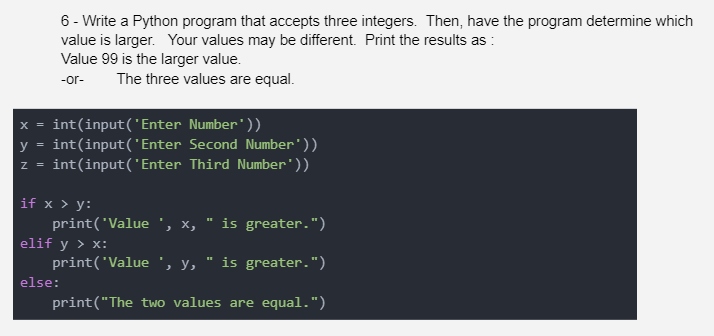 6 - Write a Python program that accepts three integers.  Then, have the program determine which
value is larger.   Your values may be different.  Print the results as :
Value 99 is the larger value.
-or-        The three values are equal.
x = int(input('Enter Number'))
y = int(input('Enter Second Number'))
z = int(input('Enter Third Number'))
if x > y:
    print('Value ', x, " is greater.")
elif y > x:
    print('Value ', y, " is greater.")
else:
    print("The two values are equal.")